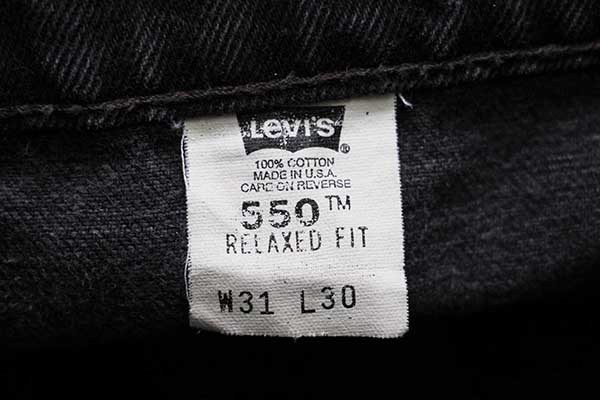 Levi's®
100% COTTON
MADE IN U.S.A.
CARE ON REVERSE
550™
RELAXED FIT
W31 L30